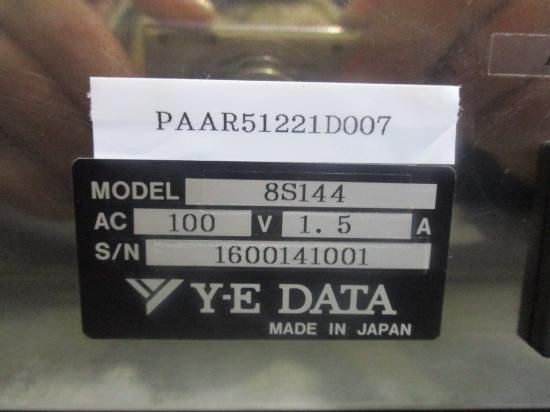 PAAR51221D007
MODEL 8S144
AC 100 V 1.5 A
S/N 1600141001
Y-E DATA
MADE IN JAPAN